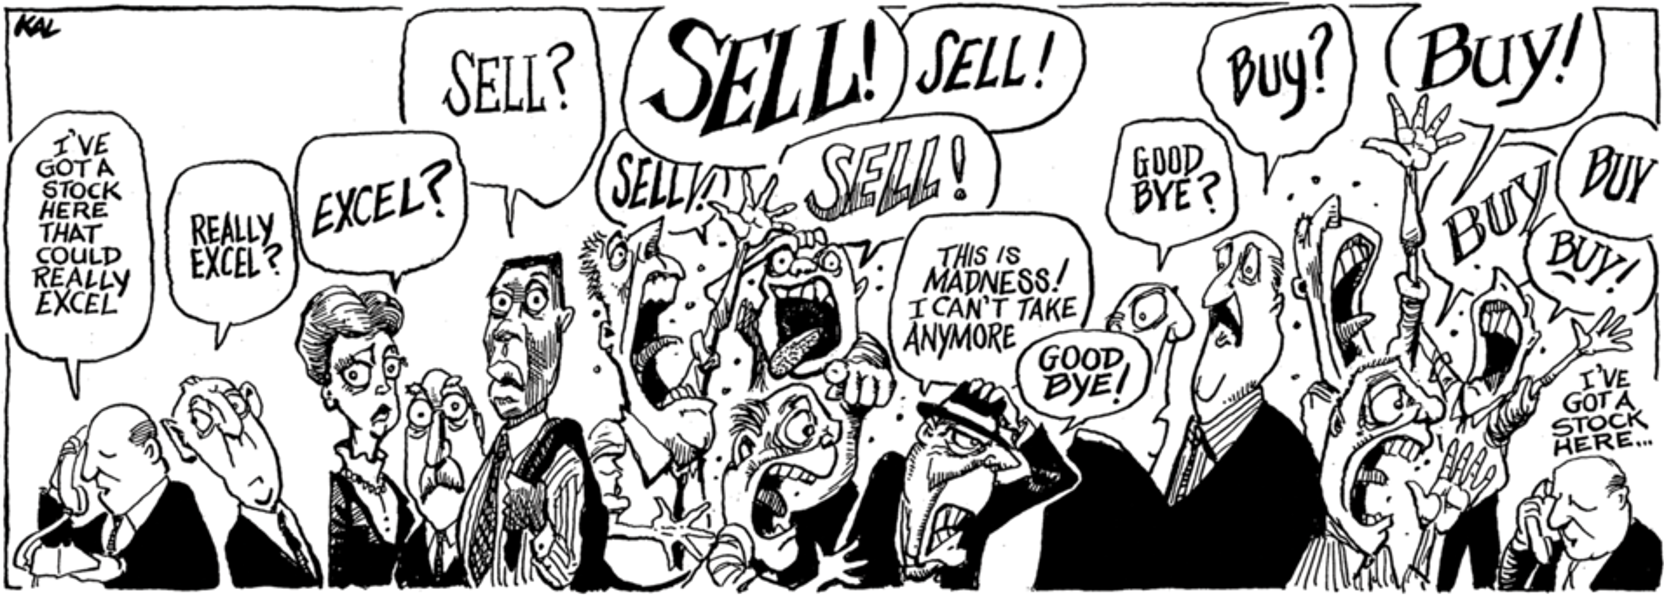 KAL
I'VE
GOT A
STOCK
HERE
THAT
COULD
REALLY
EXCEL
REALLY
EXCEL?
EXCEL?
SELL?
SELL!
SELL!
SELL!
SELL!
THIS IS
MADNESS!
I CAN'T TAKE
ANYMORE
GOOD
BYE!
GOOD
BYE?
BUY?
BUY!
BUY
BUY
BUY!
I'VE
GOT A
STOCK
HERE...